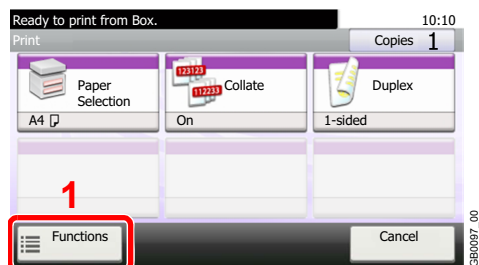 Ready to print from Box.
10:10
Print
Copies 1
123123
112233
Paper
Selection
Collate
Duplex
A4
On
1-sided
1
Functions
Cancel
GB0097_00